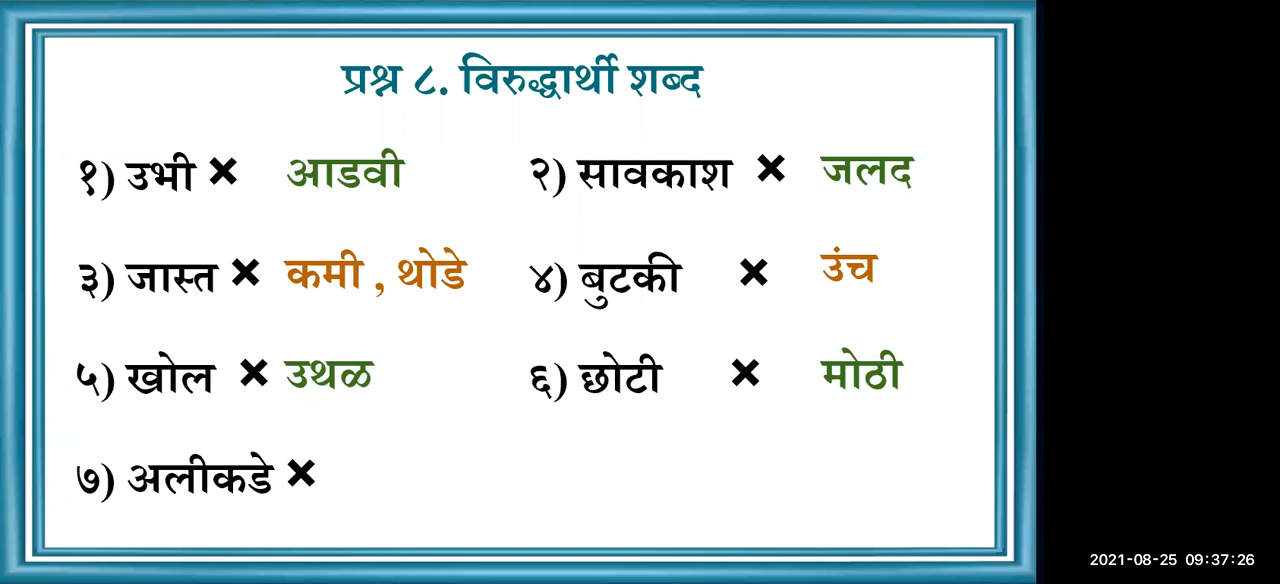 प्रश्न ८. विरुद्धार्थी शब्द
१) उभी × आडवी २) सावकाश × जलद
३) जास्त × कमी , थोडे ४) बुटकी × उंच
५) खोल × उथळ ६) छोटी × मोठी
७) अलीकडे ×
2021-08-25 09:37:26